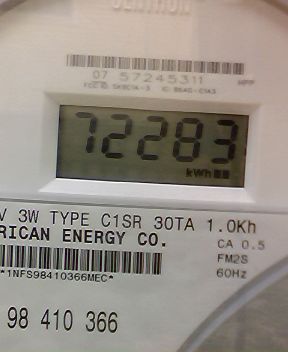 07 57245311
72283
kWh
V 3W TYPE C1SR 30TA 1.0Kh
RICAN ENERGY CO.
CA 0.5
FM2S
60Hz
*1NFS98410366MEC*
98 410 366